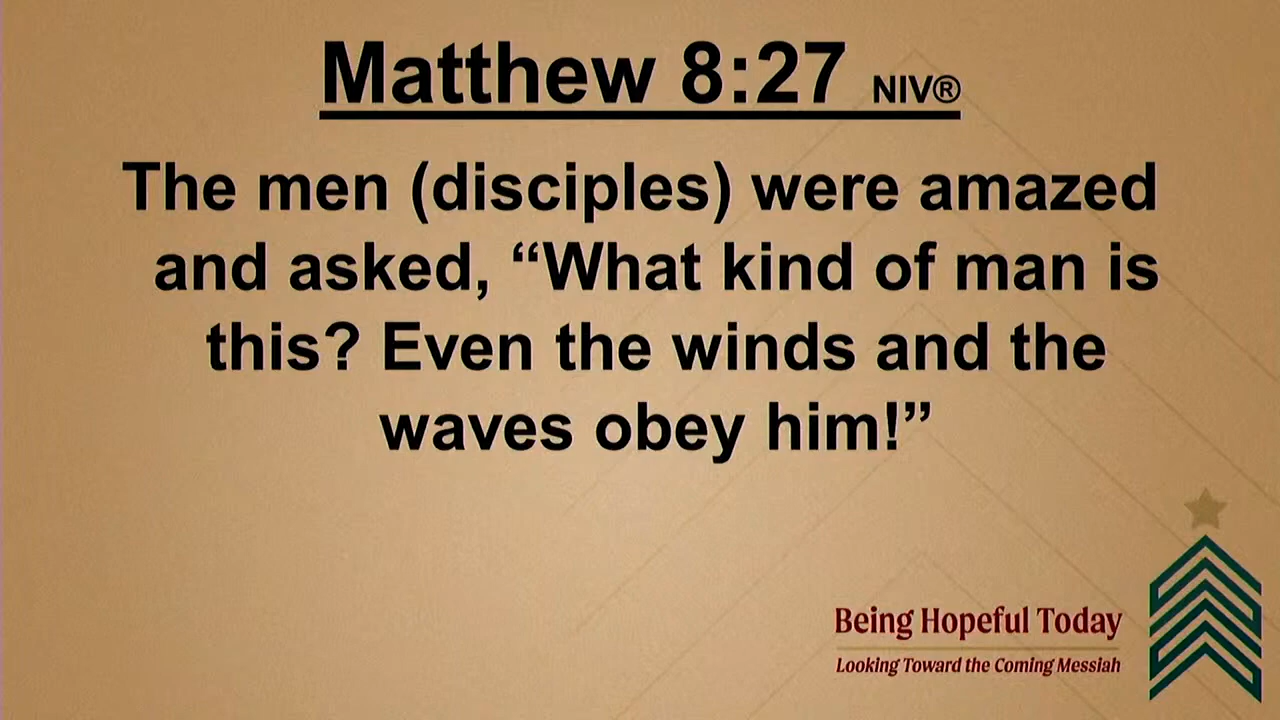 Matthew 8:27 NIV®
The men (disciples) were amazed
and asked, “What kind of man is
this? Even the winds and the
waves obey him!”
Being Hopeful Today
Looking Toward the Coming Messiah